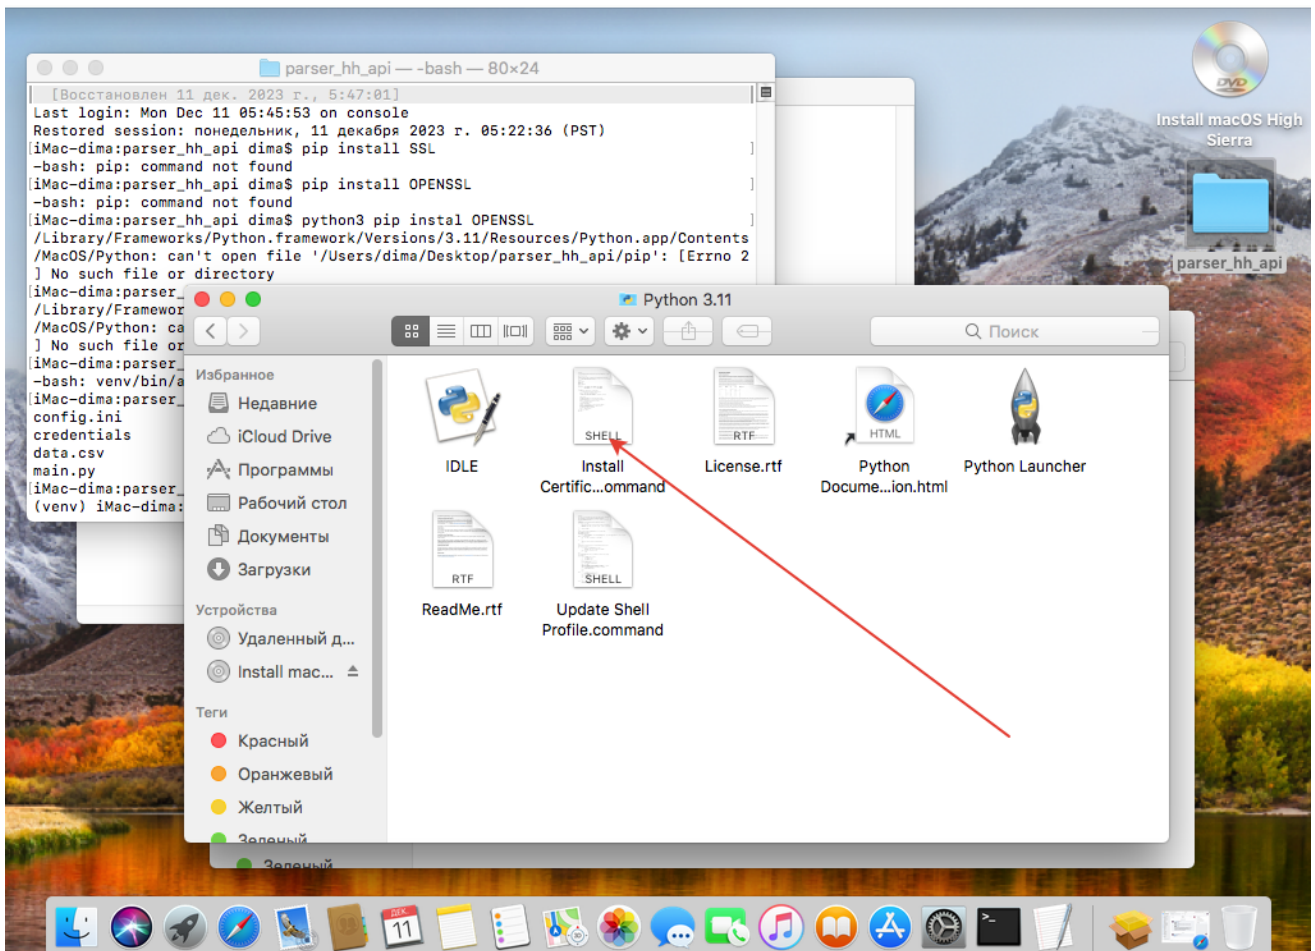 parser_hh_api — -bash — 80×24
[Восстановлен 11 дек. 2023 г., 5:47:01]
Last login: Mon Dec 11 05:45:53 on console
Restored session: понедельник, 11 декабря 2023 г. 05:22:36 (PST)
[iMac-dima:parser_hh_api dima$ pip install SSL ]
-bash: pip: command not found
[iMac-dima:parser_hh_api dima$ pip install OPENSSL ]
-bash: pip: command not found
[iMac-dima:parser_hh_api dima$ python3 pip instal OPENSSL ]
/Library/Frameworks/Python.framework/Versions/3.11/Resources/Python.app/Contents
/MacOS/Python: can't open file '/Users/dima/Desktop/parser_hh_api/pip': [Errno 2
] No such file or directory
[iMac-dima:parser_
/Library/Framewor
/MacOS/Python: ca
] No such file or
[iMac-dima:parser_
-bash: venv/bin/a
[iMac-dima:parser_
config.ini
credentials
data.csv
main.py
[iMac-dima:parser_
(venv) iMac-dima:
Python 3.11
Поиск
Избранное
Недавние
iCloud Drive
Программы
Рабочий стол
Документы
Загрузки
Устройства
Удаленный д...
Install mac...
Теги
Красный
Оранжевый
Желтый
Зеленый
Зеленый
IDLE
SHELL
Install
Certific...ommand
RTF
License.rtf
HTML
Python
Docume...ion.html
Python Launcher
RTF
ReadMe.rtf
SHELL
Update Shell
Profile.command
DVD
Install macOS High
Sierra
parser_hh_api
ДЕК.
11